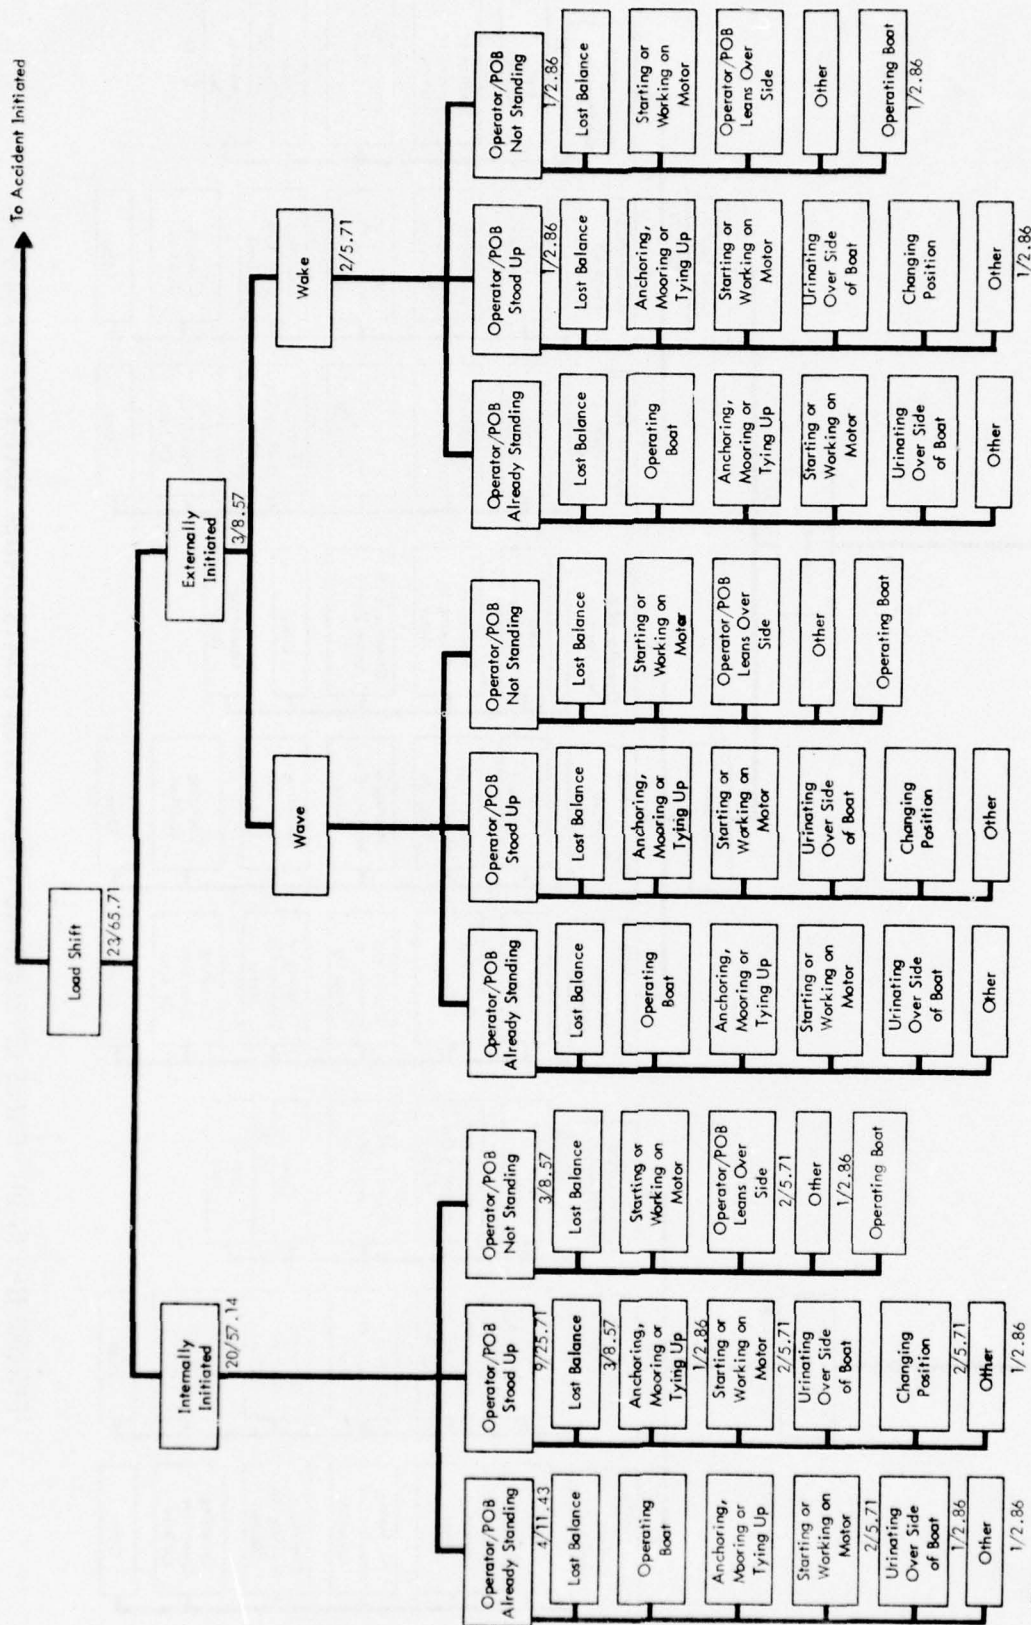 To Accident Initiated
Load Shift
23/65.71
Internally
Initiated
20/57.14
Externally
Initiated
3/8.57
Wave
Wake
2/5.71
Operator/POB
Already Standing
4/11.43
Lost Balance
Operating
Boat
Anchoring,
Mooring or
Tying Up
Starting or
Working on
Motor
2/5.71
Urinating
Over Side
of Boat
1/2.86
Other
1/2.86
Operator/POB
Stood Up
9/25.71
Lost Balance
3/8.57
Anchoring,
Mooring or
Tying Up
1/2.86
Starting or
Working on
Motor
2/5.71
Urinating
Over Side
of Boat
Changing
Position
2/5.71
Other
1/2.86
Operator/POB
Not Standing
3/8.57
Lost Balance
Starting or
Working on
Motor
Operator/POB
Leans Over
Side
2/5.71
Other
1/2.86
Operating Boat
Operator/POB
Already Standing
Lost Balance
Operating
Boat
Anchoring,
Mooring or
Tying Up
Starting or
Working on
Motor
Urinating
Over Side
of Boat
Other
Operator/POB
Stood Up
Lost Balance
Anchoring,
Mooring or
Tying Up
Starting or
Working on
Motor
Urinating
Over Side
of Boat
Changing
Position
Other
Operator/POB
Not Standing
Lost Balance
Starting or
Working on
Motor
Operator/POB
Leans Over
Side
Other
Operating Boat
Operator/POB
Already Standing
Lost Balance
Operating
Boat
Anchoring,
Mooring or
Tying Up
Starting or
Working on
Motor
Urinating
Over Side
of Boat
Other
Operator/POB
Stood Up
1/2.86
Lost Balance
Anchoring,
Mooring or
Tying Up
Starting or
Working on
Motor
Urinating
Over Side
of Boat
Changing
Position
Other
1/2.86
Operator/POB
Not Standing
1/2.86
Lost Balance
Starting or
Working on
Motor
Operator/POB
Leans Over
Side
Other
Operating Boat
1/2.86